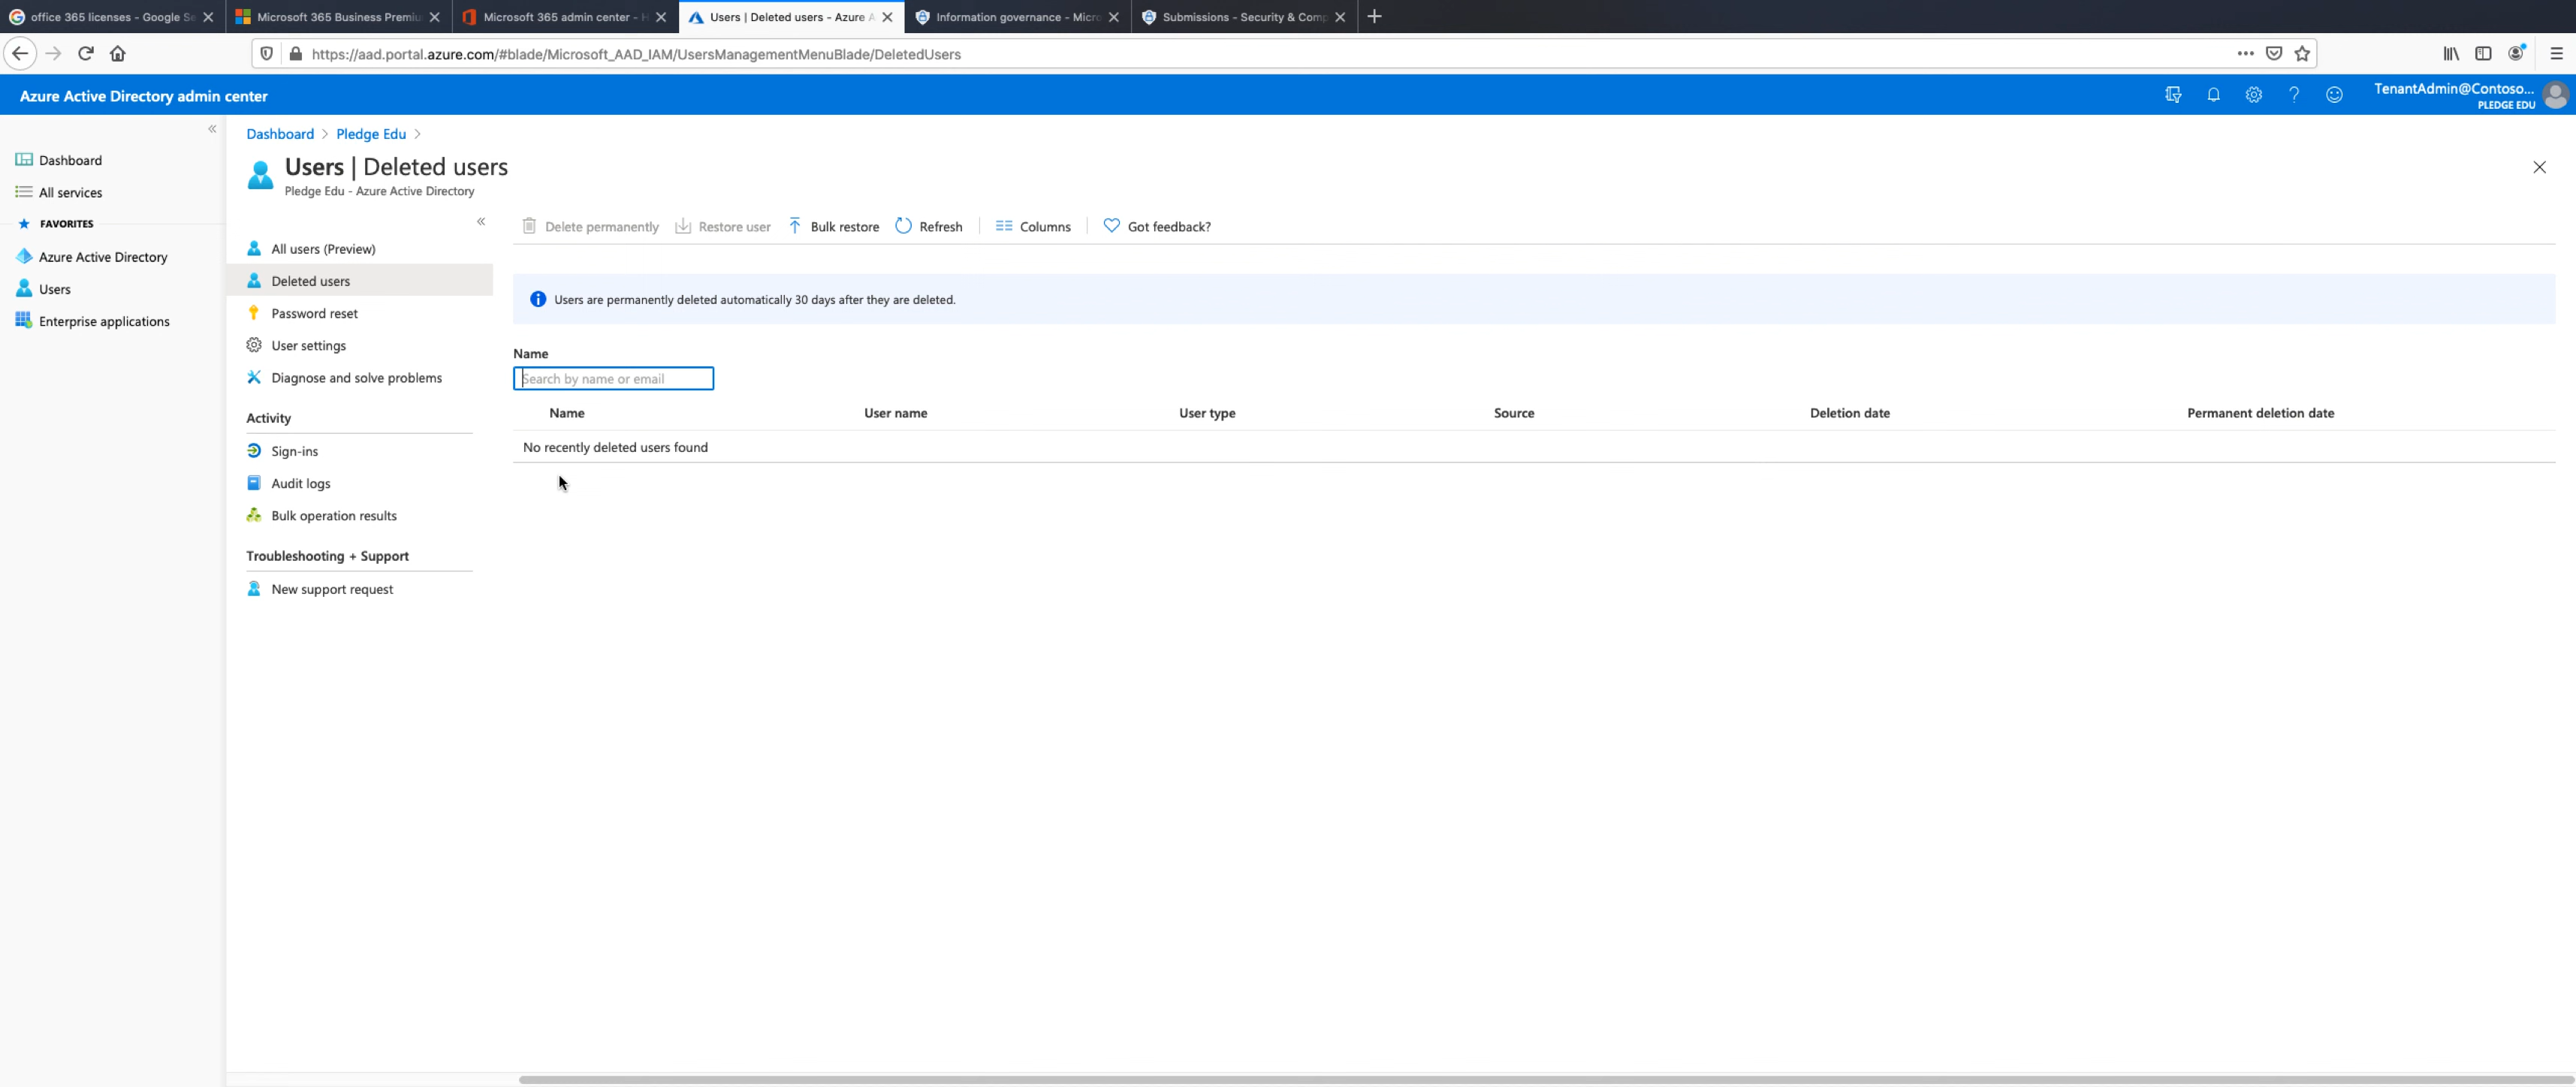 office 365 licenses - Google Se
Microsoft 365 Business Premiu
Microsoft 365 admin center - H
Users | Deleted users - Azure A
Information governance - Micro
Submissions - Security & Comp
https://aad.portal.azure.com/#blade/Microsoft_AAD_IAM/UsersManagementMenuBlade/DeletedUsers
Azure Active Directory admin center
TenantAdmin@Contoso...
PLEDGE EDU
Dashboard
All services
FAVORITES
Azure Active Directory
Users
Enterprise applications
Dashboard > Pledge Edu >
Users | Deleted users
Pledge Edu - Azure Active Directory
All users (Preview)
Deleted users
Password reset
User settings
Diagnose and solve problems
Activity
Sign-ins
Audit logs
Bulk operation results
Troubleshooting + Support
New support request
Delete permanently Restore user Bulk restore Refresh Columns Got feedback?
Users are permanently deleted automatically 30 days after they are deleted.
Name
Search by name or email
Name User name User type Source Deletion date Permanent deletion date
No recently deleted users found